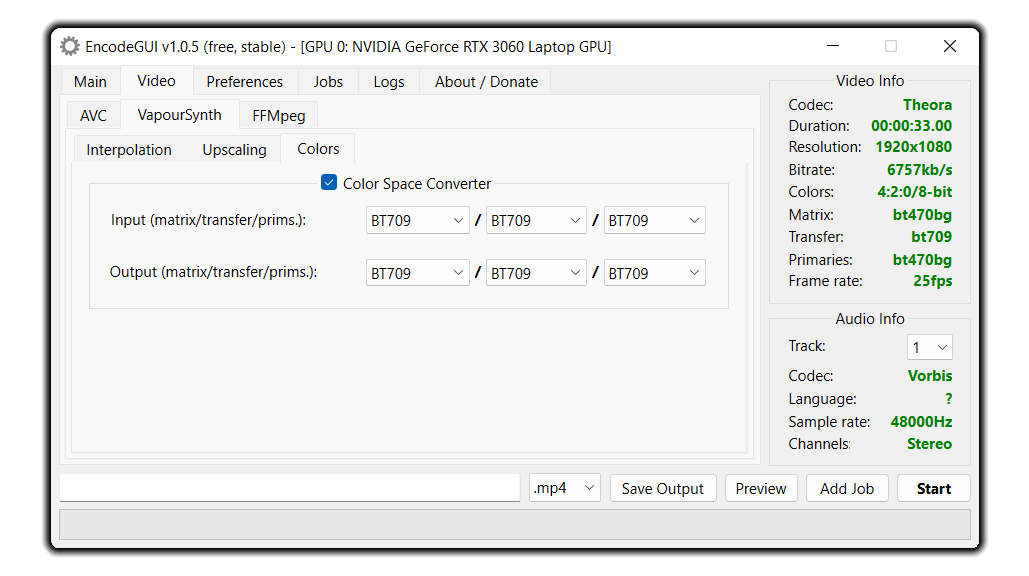 EncodeGUI v1.0.5 (free, stable) - [GPU 0: NVIDIA GeForce RTX 3060 Laptop GPU]
Main Video Preferences Jobs Logs About / Donate
AVC VapourSynth FFMpeg
Interpolation Upscaling Colors
Color Space Converter
Input (matrix/transfer/prims.): BT709 / BT709 / BT709
Output (matrix/transfer/prims.): BT709 / BT709 / BT709
Video Info
Codec: Theora
Duration: 00:00:33.00
Resolution: 1920x1080
Bitrate: 6757kb/s
Colors: 4:2:0/8-bit
Matrix: bt470bg
Transfer: bt709
Primaries: bt470bg
Frame rate: 25fps
Audio Info
Track: 1
Codec: Vorbis
Language: ?
Sample rate: 48000Hz
Channels: Stereo
.mp4 Save Output Preview Add Job Start